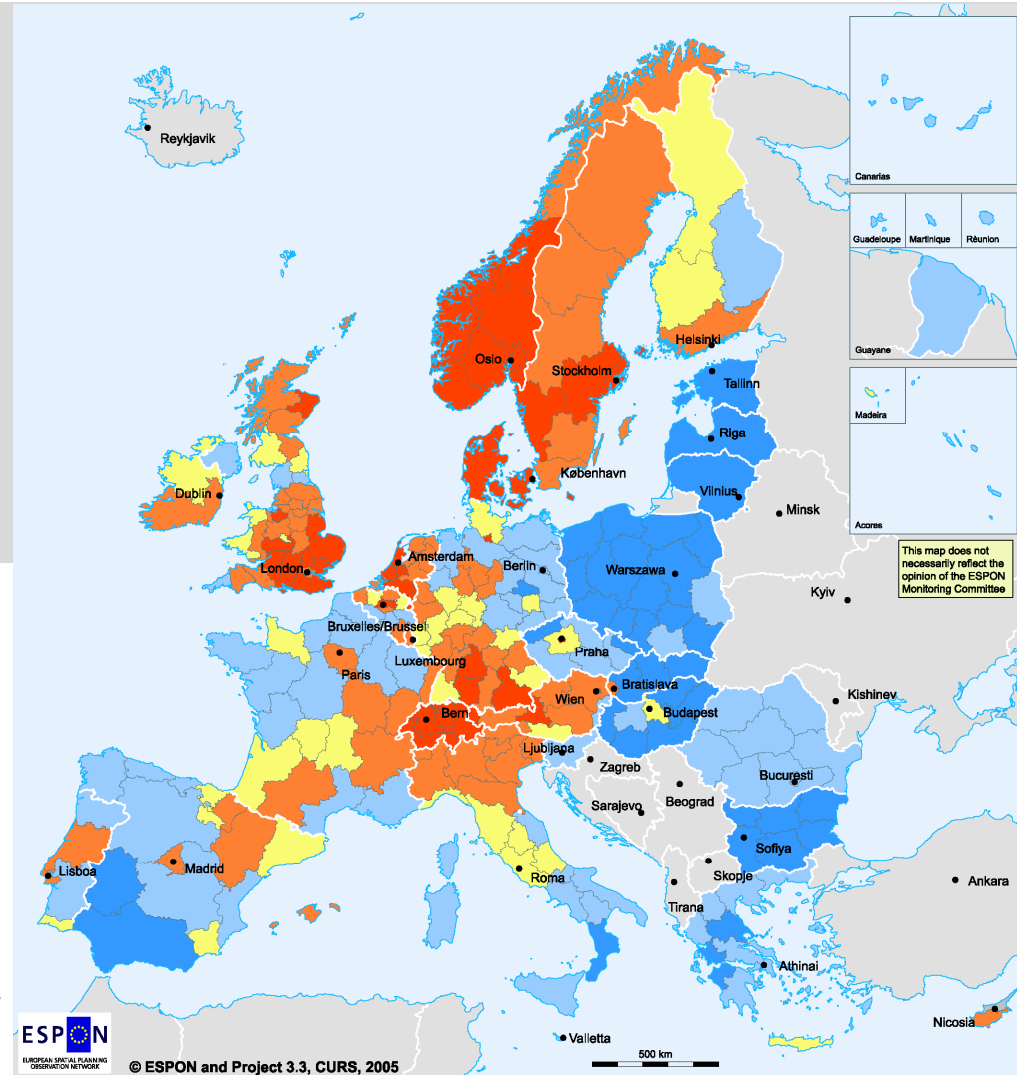 Reykjavik
Canarias
Guadeloupe
Martinique
Réunion
Guayane
Madeira
Acores
This map does not
necessarily reflect the
opinion of the ESPON
Monitoring Committee
Helsinki
Oslo
Stockholm
Tallinn
Riga
København
Vilnius
Dublin
Minsk
Amsterdam
London
Berlin
Warszawa
Kyiv
Bruxelles/Brussel
Praha
Luxembourg
Paris
Wien
Bratislava
Kishinev
Bern
Budapest
Ljubljana
Zagreb
Bucuresti
Beograd
Sarajevo
Sofiya
Madrid
Lisboa
Roma
Skopje
Ankara
Tirana
Athinai
Nicosia
Valletta
500 km
ESPON
EUROPEAN SPATIAL PLANNING
OBSERVATION NETWORK
© ESPON and Project 3.3, CURS, 2005